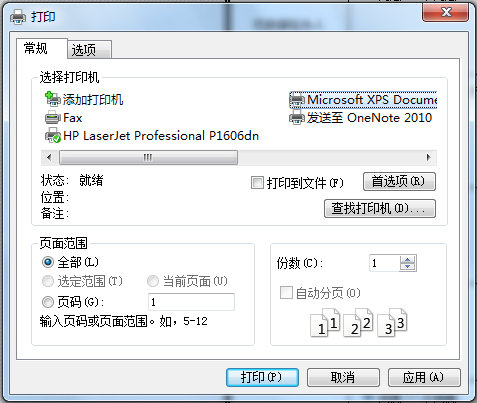 打印
常规 选项
选择打印机
添加打印机 Microsoft XPS Docume
Fax 发送至 OneNote 2010
HP LaserJet Professional P1606dn
状态: 就绪 打印到文件(F) 首选项(R)
位置:
备注: 查找打印机(D)...
页面范围
全部(L) 份数(C): 1
选定范围(T) 当前页面(U)
页码(G): 1 自动分页(O)
输入页码或页面范围。如，5-12
1 1 2 2 3 3
打印(P) 取消 应用(A)